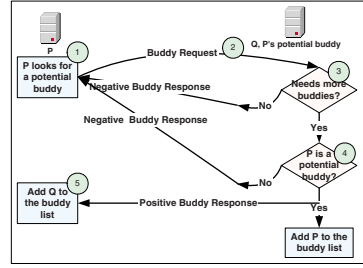 P
Q, P's potential buddy
1
P looks for
a potential
buddy
Buddy Request
2
3
Needs more
buddies?
Negative Buddy Response
No
Yes
Negative Buddy Response
4
P is a
potential
buddy?
No
Yes
5
Add Q to
the buddy
list
Positive Buddy Response
Add P to the
buddy list